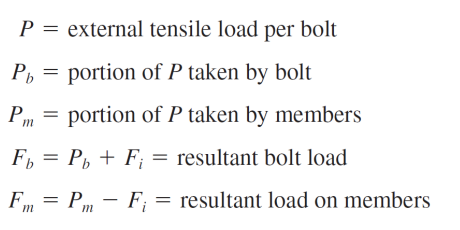 P = external tensile load per bolt
P_b = portion of P taken by bolt
P_m = portion of P taken by members
F_b = P_b + F_i = resultant bolt load
F_m = P_m − F_i = resultant load on members